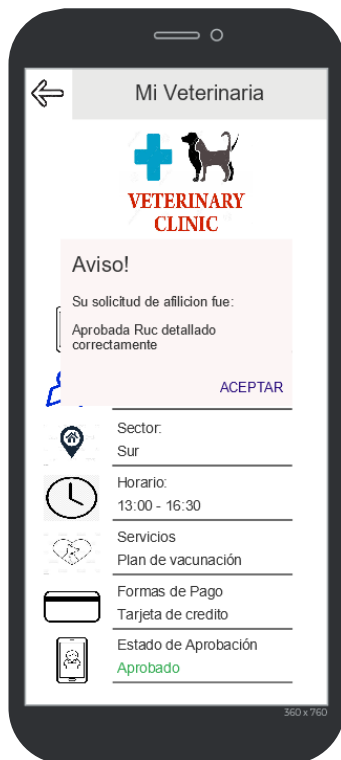 Mi Veterinaria
VETERINARY
CLINIC
Aviso!
Su solicitud de afilicion fue:
Aprobada Ruc detallado
correctamente
ACEPTAR
Sector:
Sur
Horario:
13:00 - 16:30
Servicios
Plan de vacunación
Formas de Pago
Tarjeta de credito
Estado de Aprobación
Aprobado
360 x 760